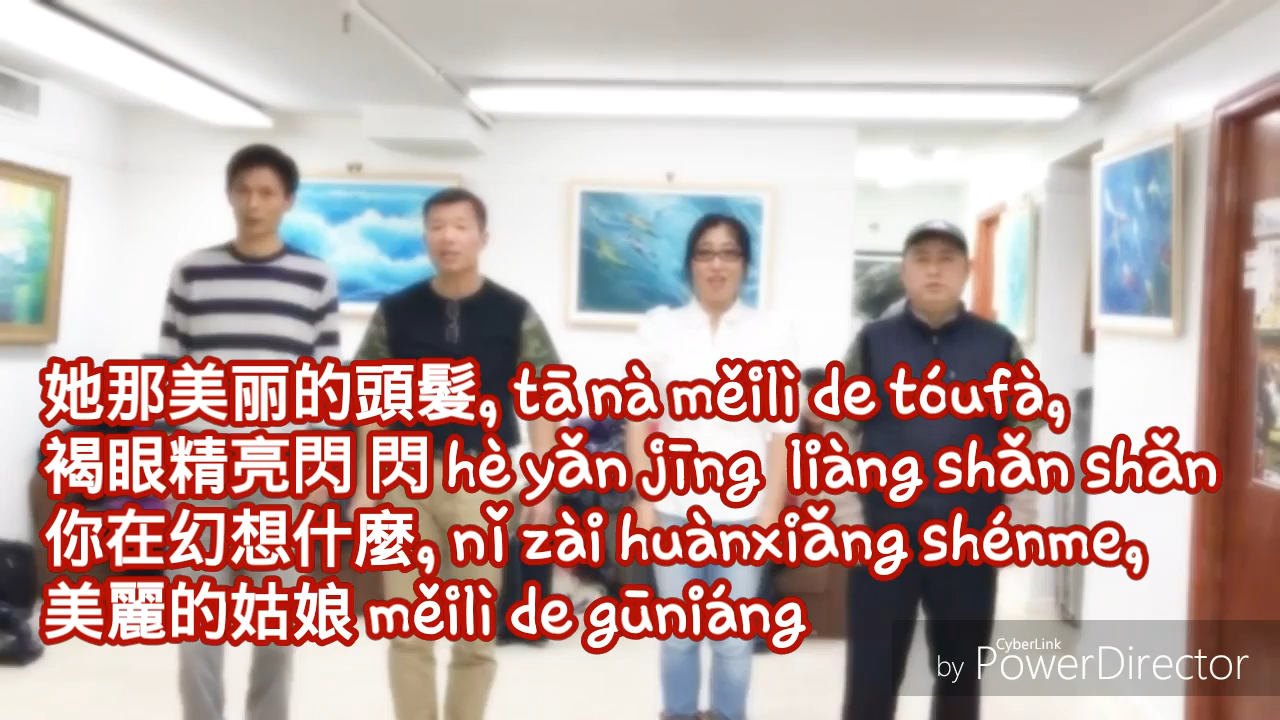 她那美丽的頭髮, tā nà měilì de tóufà,
褐眼精亮閃 閃 hè yǎn jīng liàng shǎn shǎn
你在幻想什麼, nǐ zài huànxiǎng shénme,
美麗的姑娘 měilì de gūniáng
by CyberLink PowerDirector